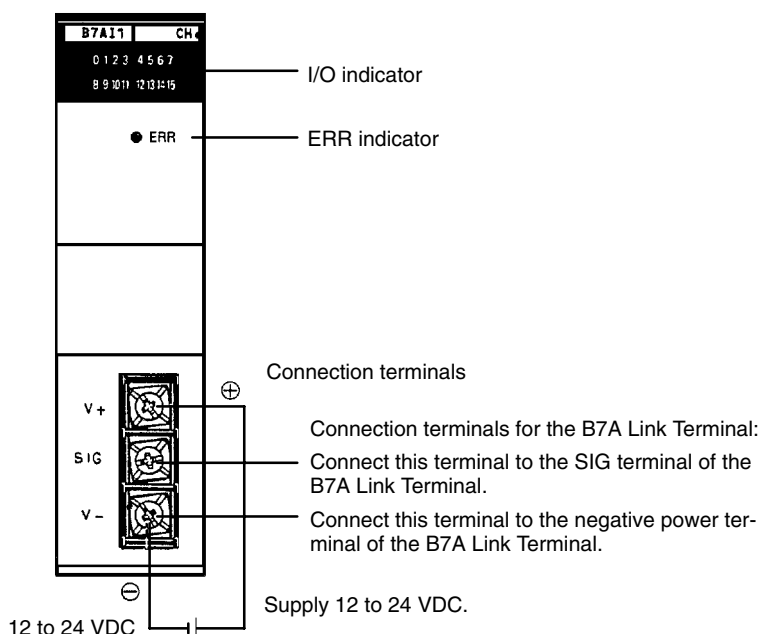 B7AI1 CH
0 1 2 3 4 5 6 7
8 9 10 11 12 13 14 15
I/O indicator
ERR
ERR indicator
Connection terminals
⊕
V+
Connection terminals for the B7A Link Terminal:
SIG
Connect this terminal to the SIG terminal of the
B7A Link Terminal.
V–
Connect this terminal to the negative power ter-
minal of the B7A Link Terminal.
⊖
Supply 12 to 24 VDC.
12 to 24 VDC